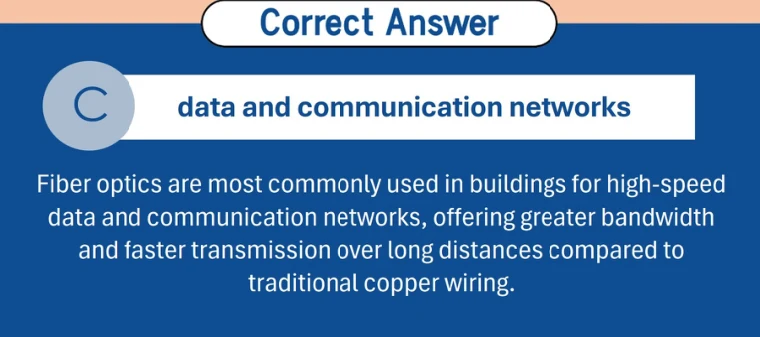 Correct Answer
C
data and communication networks
Fiber optics are most commonly used in buildings for high-speed
data and communication networks, offering greater bandwidth
and faster transmission over long distances compared to
traditional copper wiring.